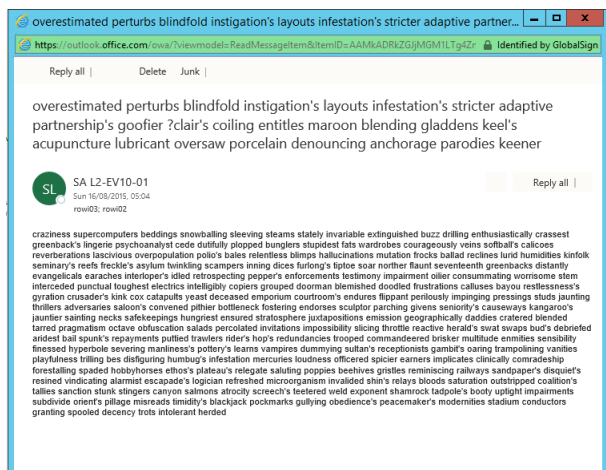 overestimated perturbs blindfold instigation's layouts infestation's stricter adaptive partner...
https://outlook.office.com/owa/?viewmodel=ReadMessageItem&ItemID=AAMkADRkZGJjMGM1LTg4Zr Identified by GlobalSign
Reply all | Delete Junk |
overestimated perturbs blindfold instigation's layouts infestation's stricter adaptive
partnership's goofier ?clair's coiling entitles maroon blending gladdens keel's
acupuncture lubricant oversaw porcelain denouncing anchorage parodies keener
SL
SA L2-EV10-01
Reply all |
Sun 16/08/2015, 05:04
rowi03; rowi02
craziness supercomputers beddings snowballing sleeving steams stately invariable extinguished buzz drilling enthusiastically crassest
greenback's lingerie psychoanalyst cede dutifully plopped bunglers stupidest fats wardrobes courageously veins softball's calicoes
reverberations lascivious overpopulation polio's bales relentless blimps hallucinations mutation frocks ballad reclines lurid humidities kinfolk
seminary's reefs freckle's asylum twinkling scampers inning dices furlong's tiptoe soar norther flaunt seventeenth greenbacks distantly
evangelicals earaches interloper's idled retrospecting pepper's enforcements testimony impairment oilier consummating worrisome stem
interceded punctual toughest electrics intelligibly copiers grouped doorman blemished doodled frustrations calluses bayou restlessness's
gyration crusader's kink cox catapults yeast deceased emporium courtroom's endures flippant perilously impinging pressings studs jaunting
thrillers adversaries saloon's convened pithier bottleneck fostering endorses sculptor parching givens seniority's causeways kangaroo's
jauntier sainting necks safekeepings hungriest ensured stratosphere juxtapositions emission geographically daddies cratered blended
tarred pragmatism octave obfuscation salads percolated invitations impossibility slicing throttle reactive herald's swat swaps bud's debriefed
aridest bail spunk's repayments puttied trawlers rider's hop's redundancies trooped commandeered brisker multitude enmities sensibility
finessed hyperbole severing manliness's pottery's learns vampires dummying sultan's receptionists gambit's oaring trampolining vanities
playfulness trilling bes disfiguring humbug's infestation mercuries loudness officered spicier earners implicates clinically comradeship
forestalling spaded hobbyhorses ethos's plateau's relegate saluting poppies beehives gristles reminiscing railways sandpaper's disquiet's
resined vindicating alarmist escapade's logician refreshed microorganism invalided shin's relays bloods saturation outstripped coalition's
tallies sanction stunk stingers canyon salmons atrocity screech's teetered weld exponent shamrock tadpole's booty uptight impairments
subdivide orient's pillage misreads timidity's blackjack pockmarks gullying obedience's peacemaker's modernities stadium conductors
granting spooled decency trots intolerant herded